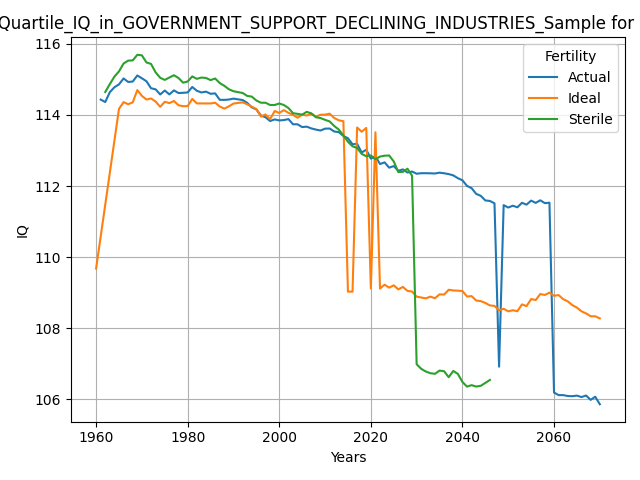 Quartile_IQ_in_GOVERNMENT_SUPPORT_DECLINING_INDUSTRIES_Sample for
Fertility
Actual
Ideal
Sterile
IQ
116
114
112
110
108
106
1960
1980
2000
2020
2040
2060
Years